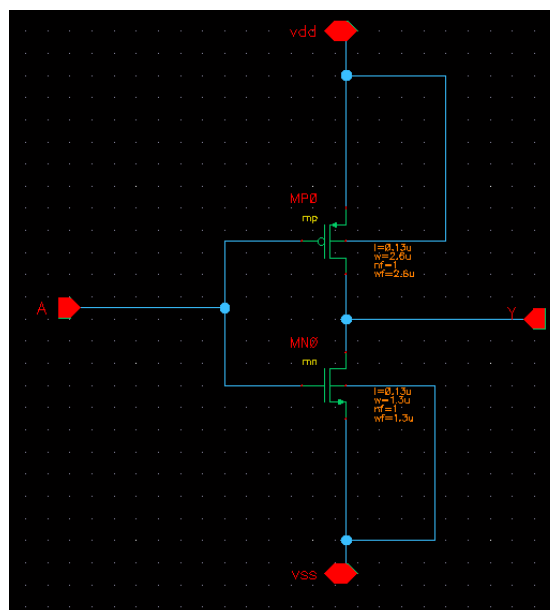 vdd
MP0
mp
l=0.13u
w=2.6u
nf=1
wf=2.6u
A
Y
MN0
mn
l=0.13u
w=1.3u
nf=1
wf=1.3u
vss